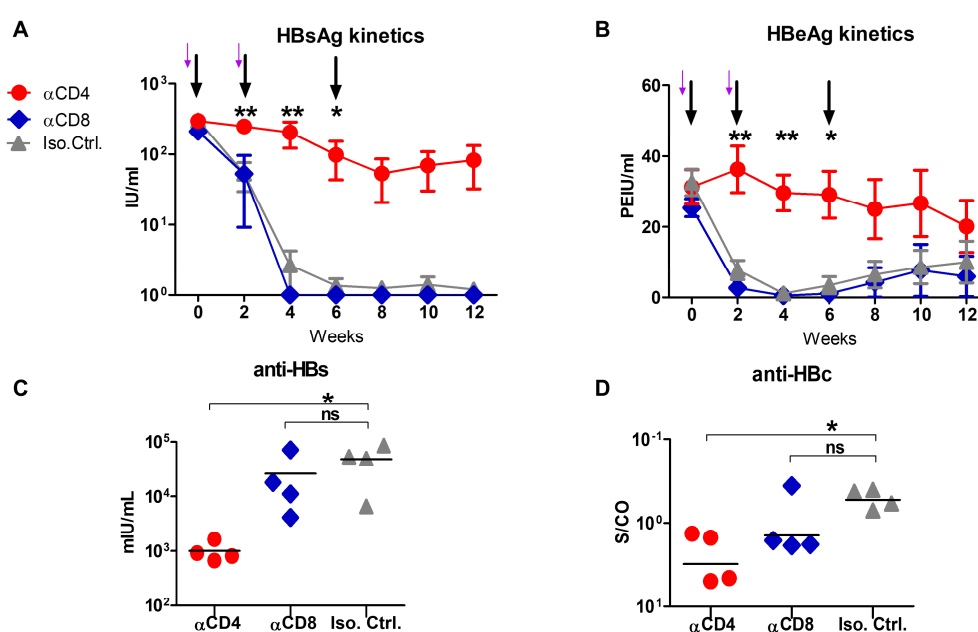 A
HBsAg kinetics
αCD4
αCD8
Iso.Ctrl.
IU/ml
10³
10²
10¹
10⁰
** ** *
0 2 4 6 8 10 12
Weeks
B
HBeAg kinetics
PEIU/ml
60
40
20
0
** ** *
0 2 4 6 8 10 12
Weeks
C
anti-HBs
*
ns
mIU/mL
10⁵
10⁴
10³
10²
αCD4 αCD8 Iso. Ctrl.
D
anti-HBc
*
ns
S/CO
10⁻¹
10⁰
10¹
αCD4 αCD8 Iso. Ctrl.